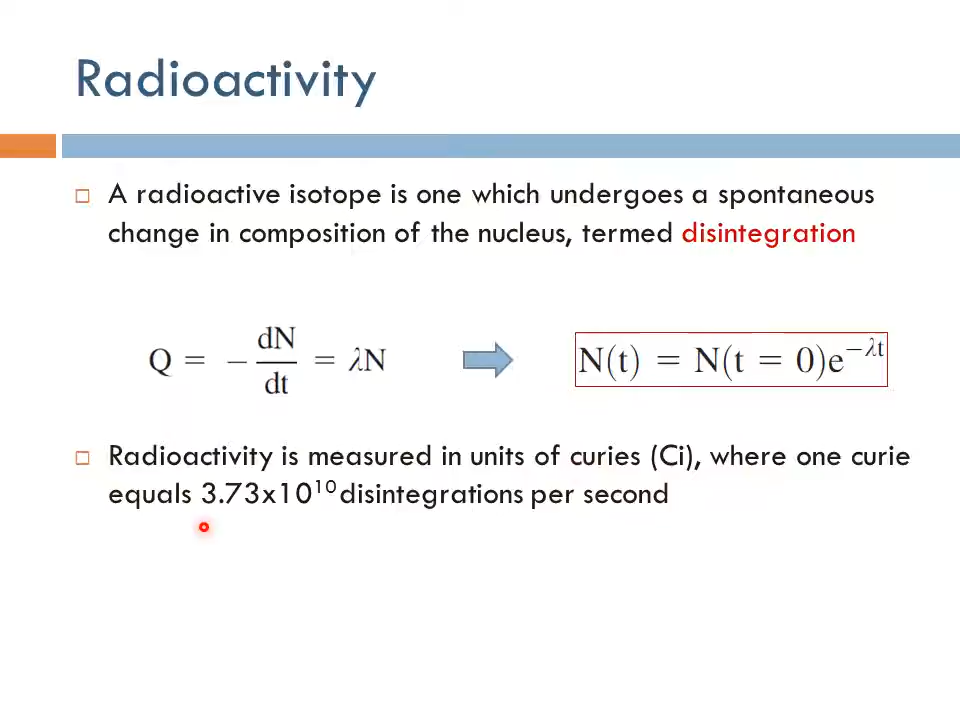 Radioactivity
A radioactive isotope is one which undergoes a spontaneous
change in composition of the nucleus, termed disintegration
Q = − dN/dt = λN
N(t) = N(t = 0)e^−λt
Radioactivity is measured in units of curies (Ci), where one curie
equals 3.73x10^10 disintegrations per second